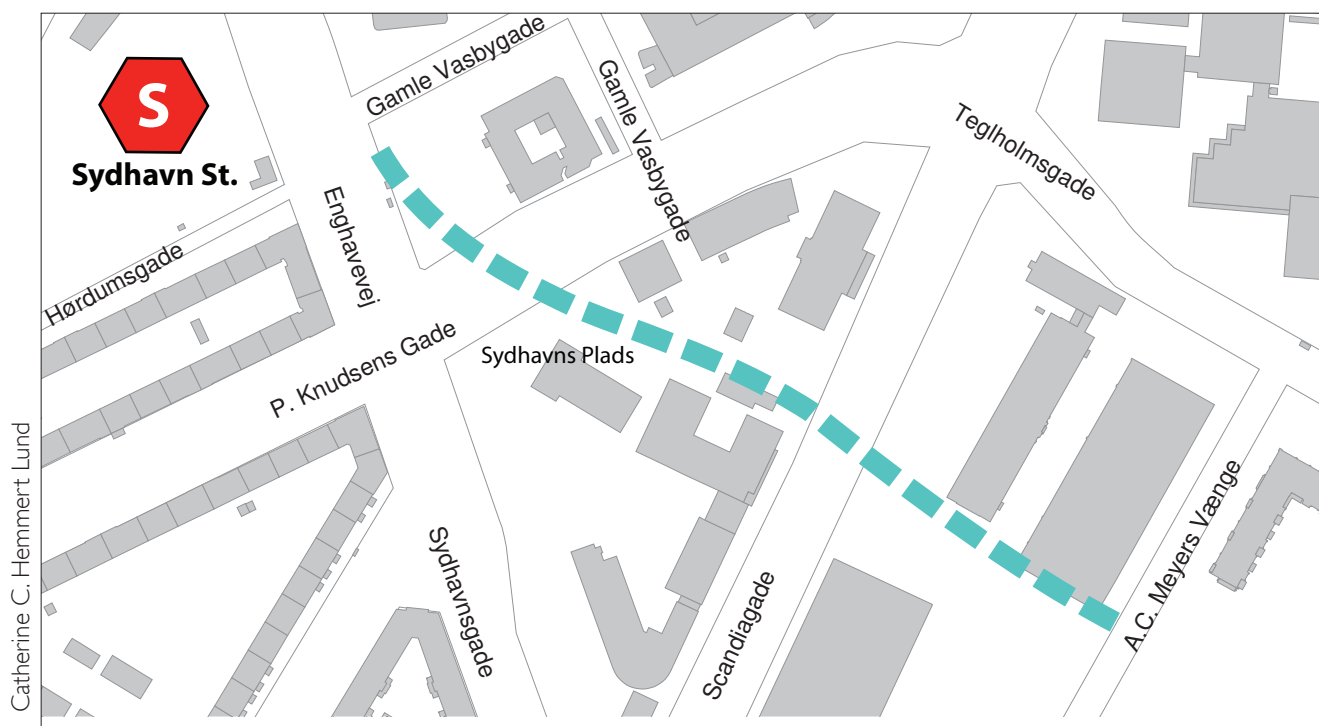 S
Sydhavn St.
Gamle Vasbygade
Gamle Vasbygade
Teglholmsgade
Enghavevej
Hørdumsgade
P. Knudsens Gade
Sydhavns Plads
Sydhavnsgade
Scandiagade
A.C. Meyers Vænge
Catherine C. Hemmert Lund